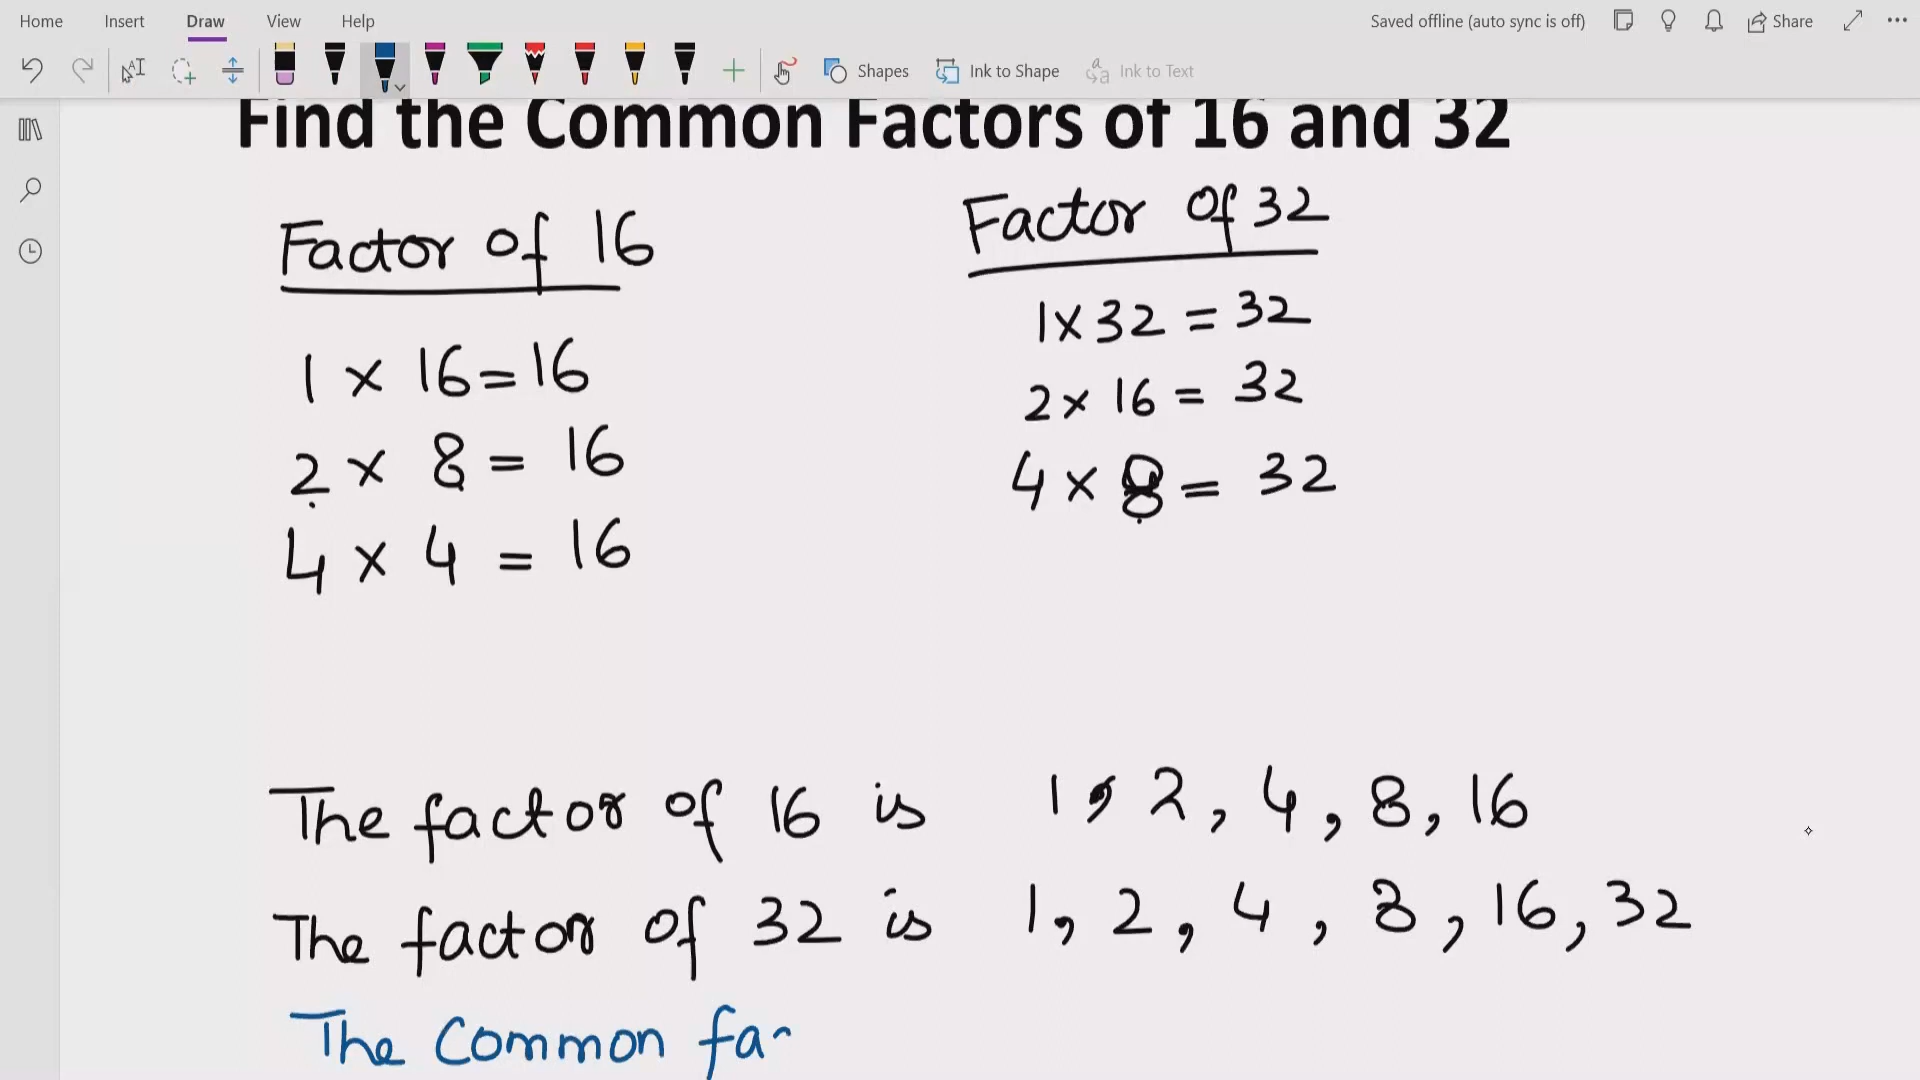 Home Insert Draw View Help Saved offline (auto sync is off) Share
Shapes Ink to Shape Ink to Text
Find the Common Factors of 16 and 32
Factor of 16
1 × 16 = 16
2 × 8 = 16
4 × 4 = 16
Factor of 32
1 × 32 = 32
2 × 16 = 32
4 × 8 = 32
The factor of 16 is 1, 2, 4, 8, 16
The factor of 32 is 1, 2, 4, 8, 16, 32
The Common fa